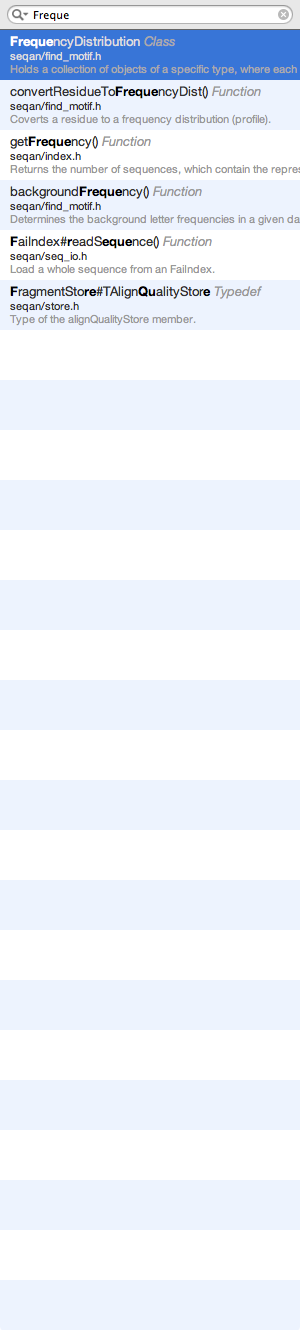 Freque
FrequencyDistribution Class
seqan/find_motif.h
Holds a collection of objects of a specific type, where each
convertResidueToFrequencyDist() Function
seqan/find_motif.h
Coverts a residue to a frequency distribution (profile).
getFrequency() Function
seqan/index.h
Returns the number of sequences, which contain the repres
backgroundFrequency() Function
seqan/find_motif.h
Determines the background letter frequencies in a given da
FaiIndex#readSequence() Function
seqan/seq_io.h
Load a whole sequence from an FaiIndex.
FragmentStore#TAlignQualityStore Typedef
seqan/store.h
Type of the alignQualityStore member.